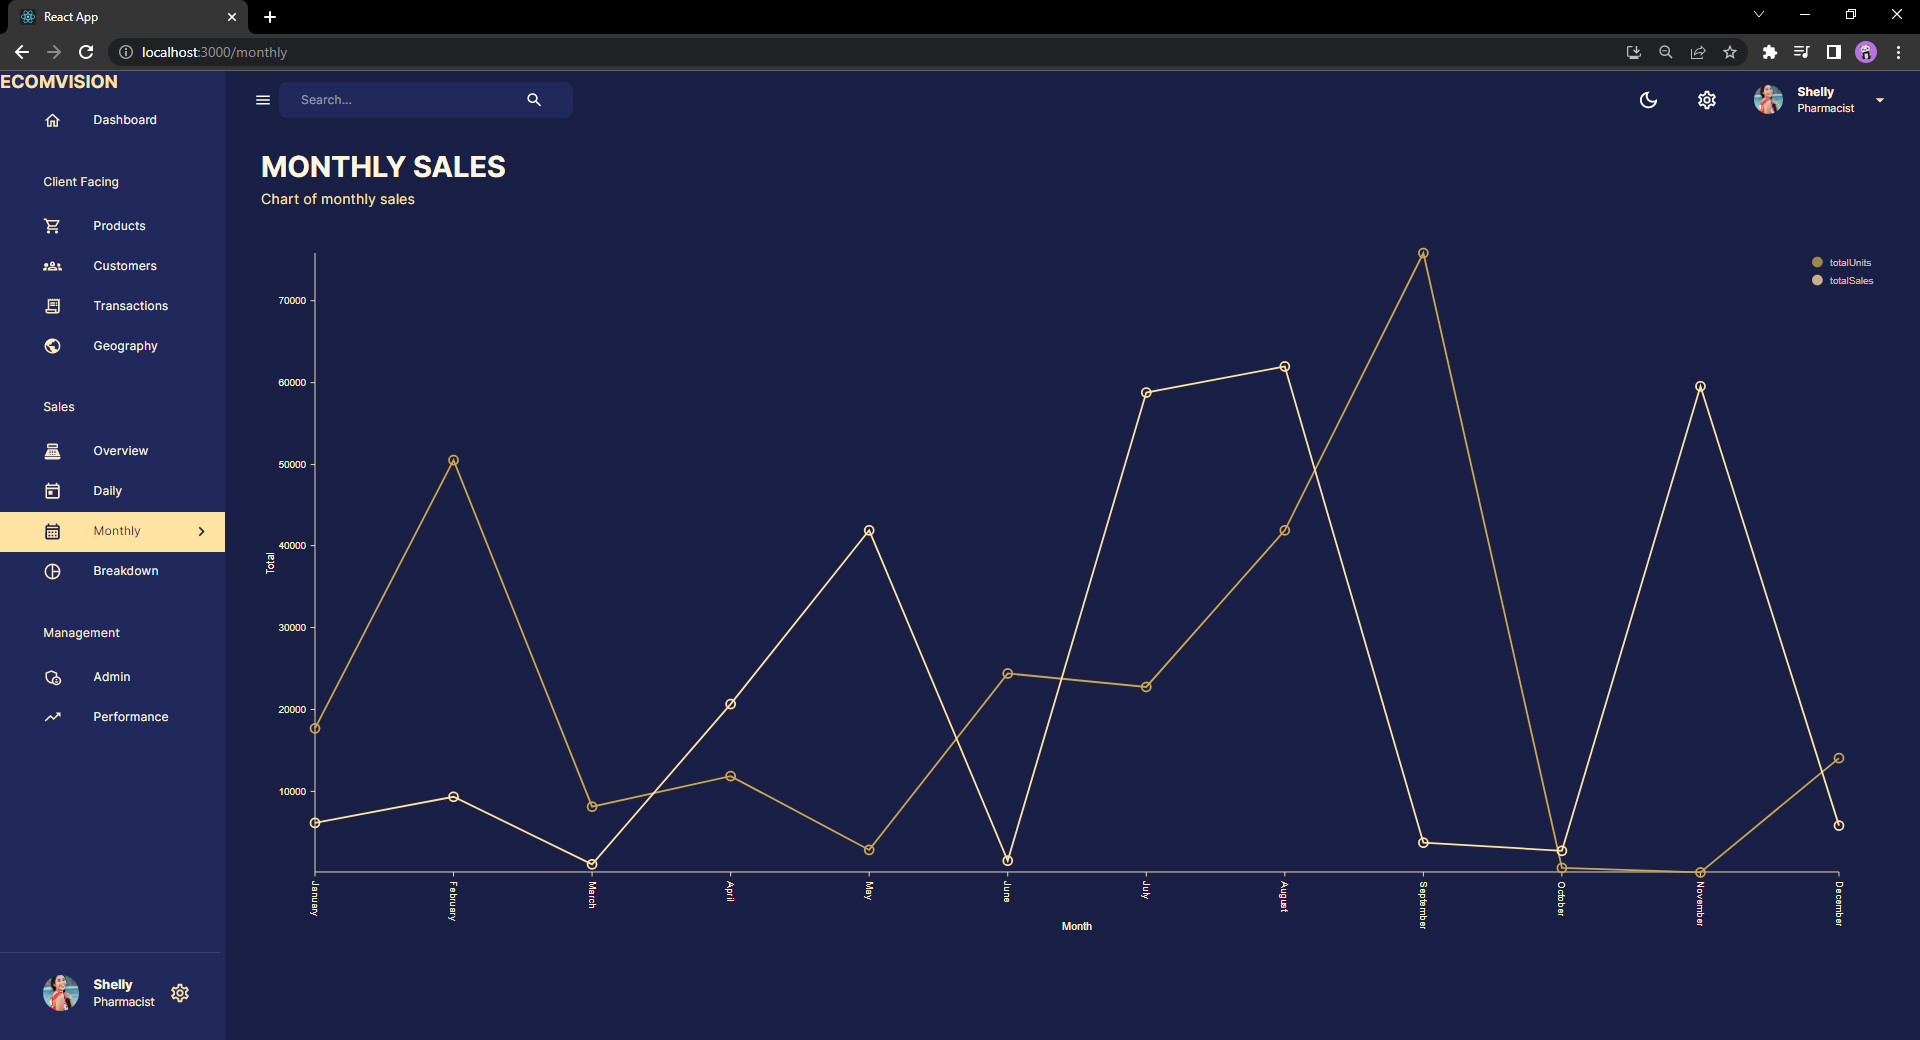 React App
localhost:3000/monthly
ECOMVISION
Search...
Shelly
Pharmacist
Dashboard
Client Facing
Products
Customers
Transactions
Geography
Sales
Overview
Daily
Monthly
Breakdown
Management
Admin
Performance
Shelly
Pharmacist
MONTHLY SALES
Chart of monthly sales
totalUnits
totalSales
70000
60000
50000
40000
30000
20000
10000
Total
January
February
March
April
May
June
July
August
September
October
November
December
Month